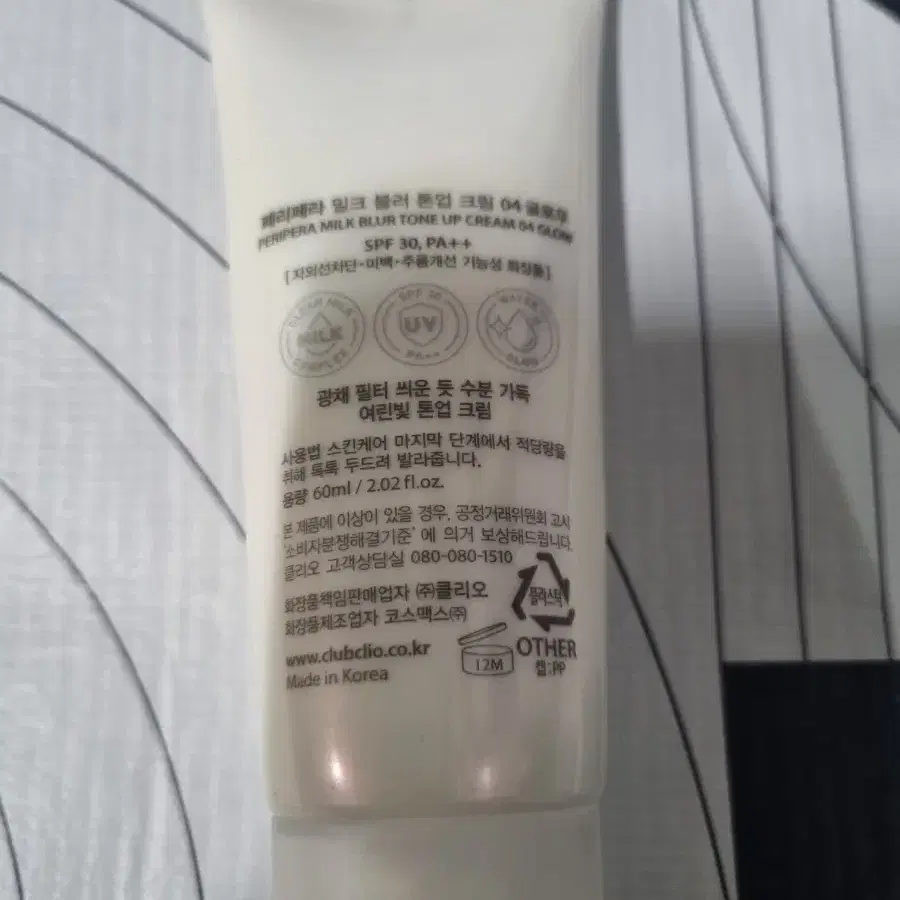 페리페라 밀크 블러 톤업 크림 04 글로우
PERIPERA MILK BLUR TONE UP CREAM 04 GLOW
SPF 30, PA++
[자외선차단·미백·주름개선 기능성 화장품]
CLEAR MILK
MILK
COMPLEX
SPF 30
UV
PA++
WATER
GLOW
광채 필터 씌운 듯 수분 가득
여린빛 톤업 크림
사용법 스킨케어 마지막 단계에서 적당량을
취해 톡톡 두드려 발라줍니다.
용량 60ml / 2.02 fl.oz.
본 제품에 이상이 있을 경우, 공정거래위원회 고시
'소비자분쟁해결기준' 에 의거 보상해드립니다.
클리오 고객상담실 080-080-1510
화장품책임판매업자 ㈜클리오
화장품제조업자 코스맥스㈜
www.clubclio.co.kr
Made in Korea
12M
플라스틱
OTHER
캡:PP